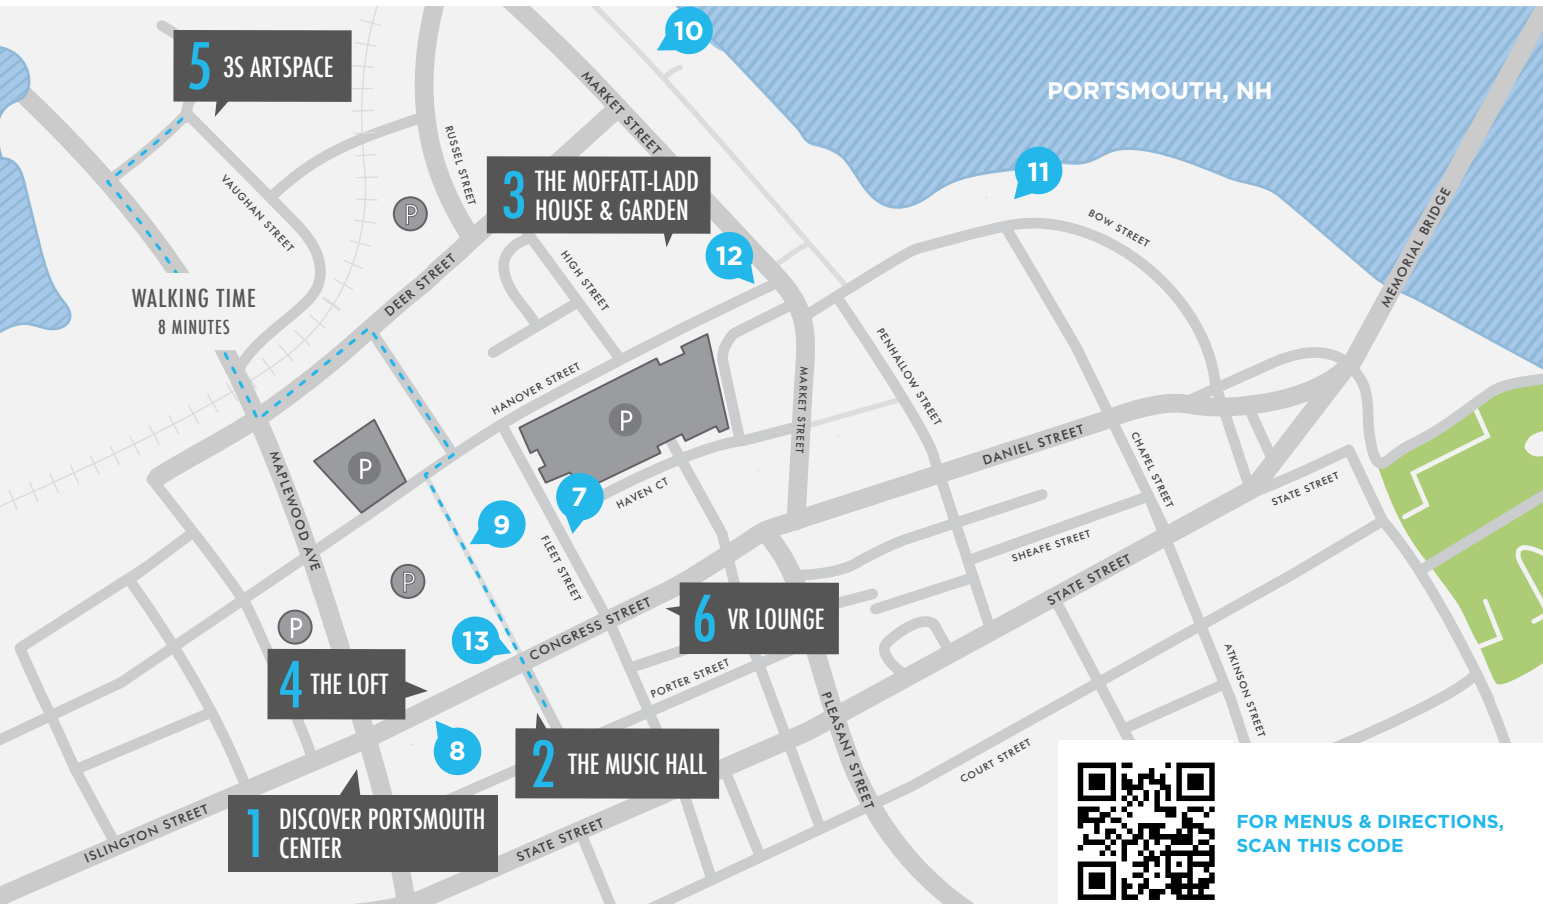 10
5 3S ARTSPACE
PORTSMOUTH, NH
MARKET STREET
RUSSEL STREET
3 THE MOFFATT-LADD
HOUSE & GARDEN
11
VAUGHAN STREET
P
BOW STREET
MEMORIAL BRIDGE
12
HIGH STREET
DEER STREET
WALKING TIME
8 MINUTES
PENHALLOW STREET
HANOVER STREET
MARKET STREET
P
P
DANIEL STREET
CHAPEL STREET
MAPLEWOOD AVE
7
HAVEN CT
STATE STREET
9
FLEET STREET
SHEAFE STREET
P
STATE STREET
P
13
CONGRESS STREET
6 VR LOUNGE
4 THE LOFT
PORTER STREET
ATKINSON STREET
PLEASANT STREET
8
2 THE MUSIC HALL
COURT STREET
1 DISCOVER PORTSMOUTH
CENTER
ISLINGTON STREET
STATE STREET
FOR MENUS & DIRECTIONS,
SCAN THIS CODE